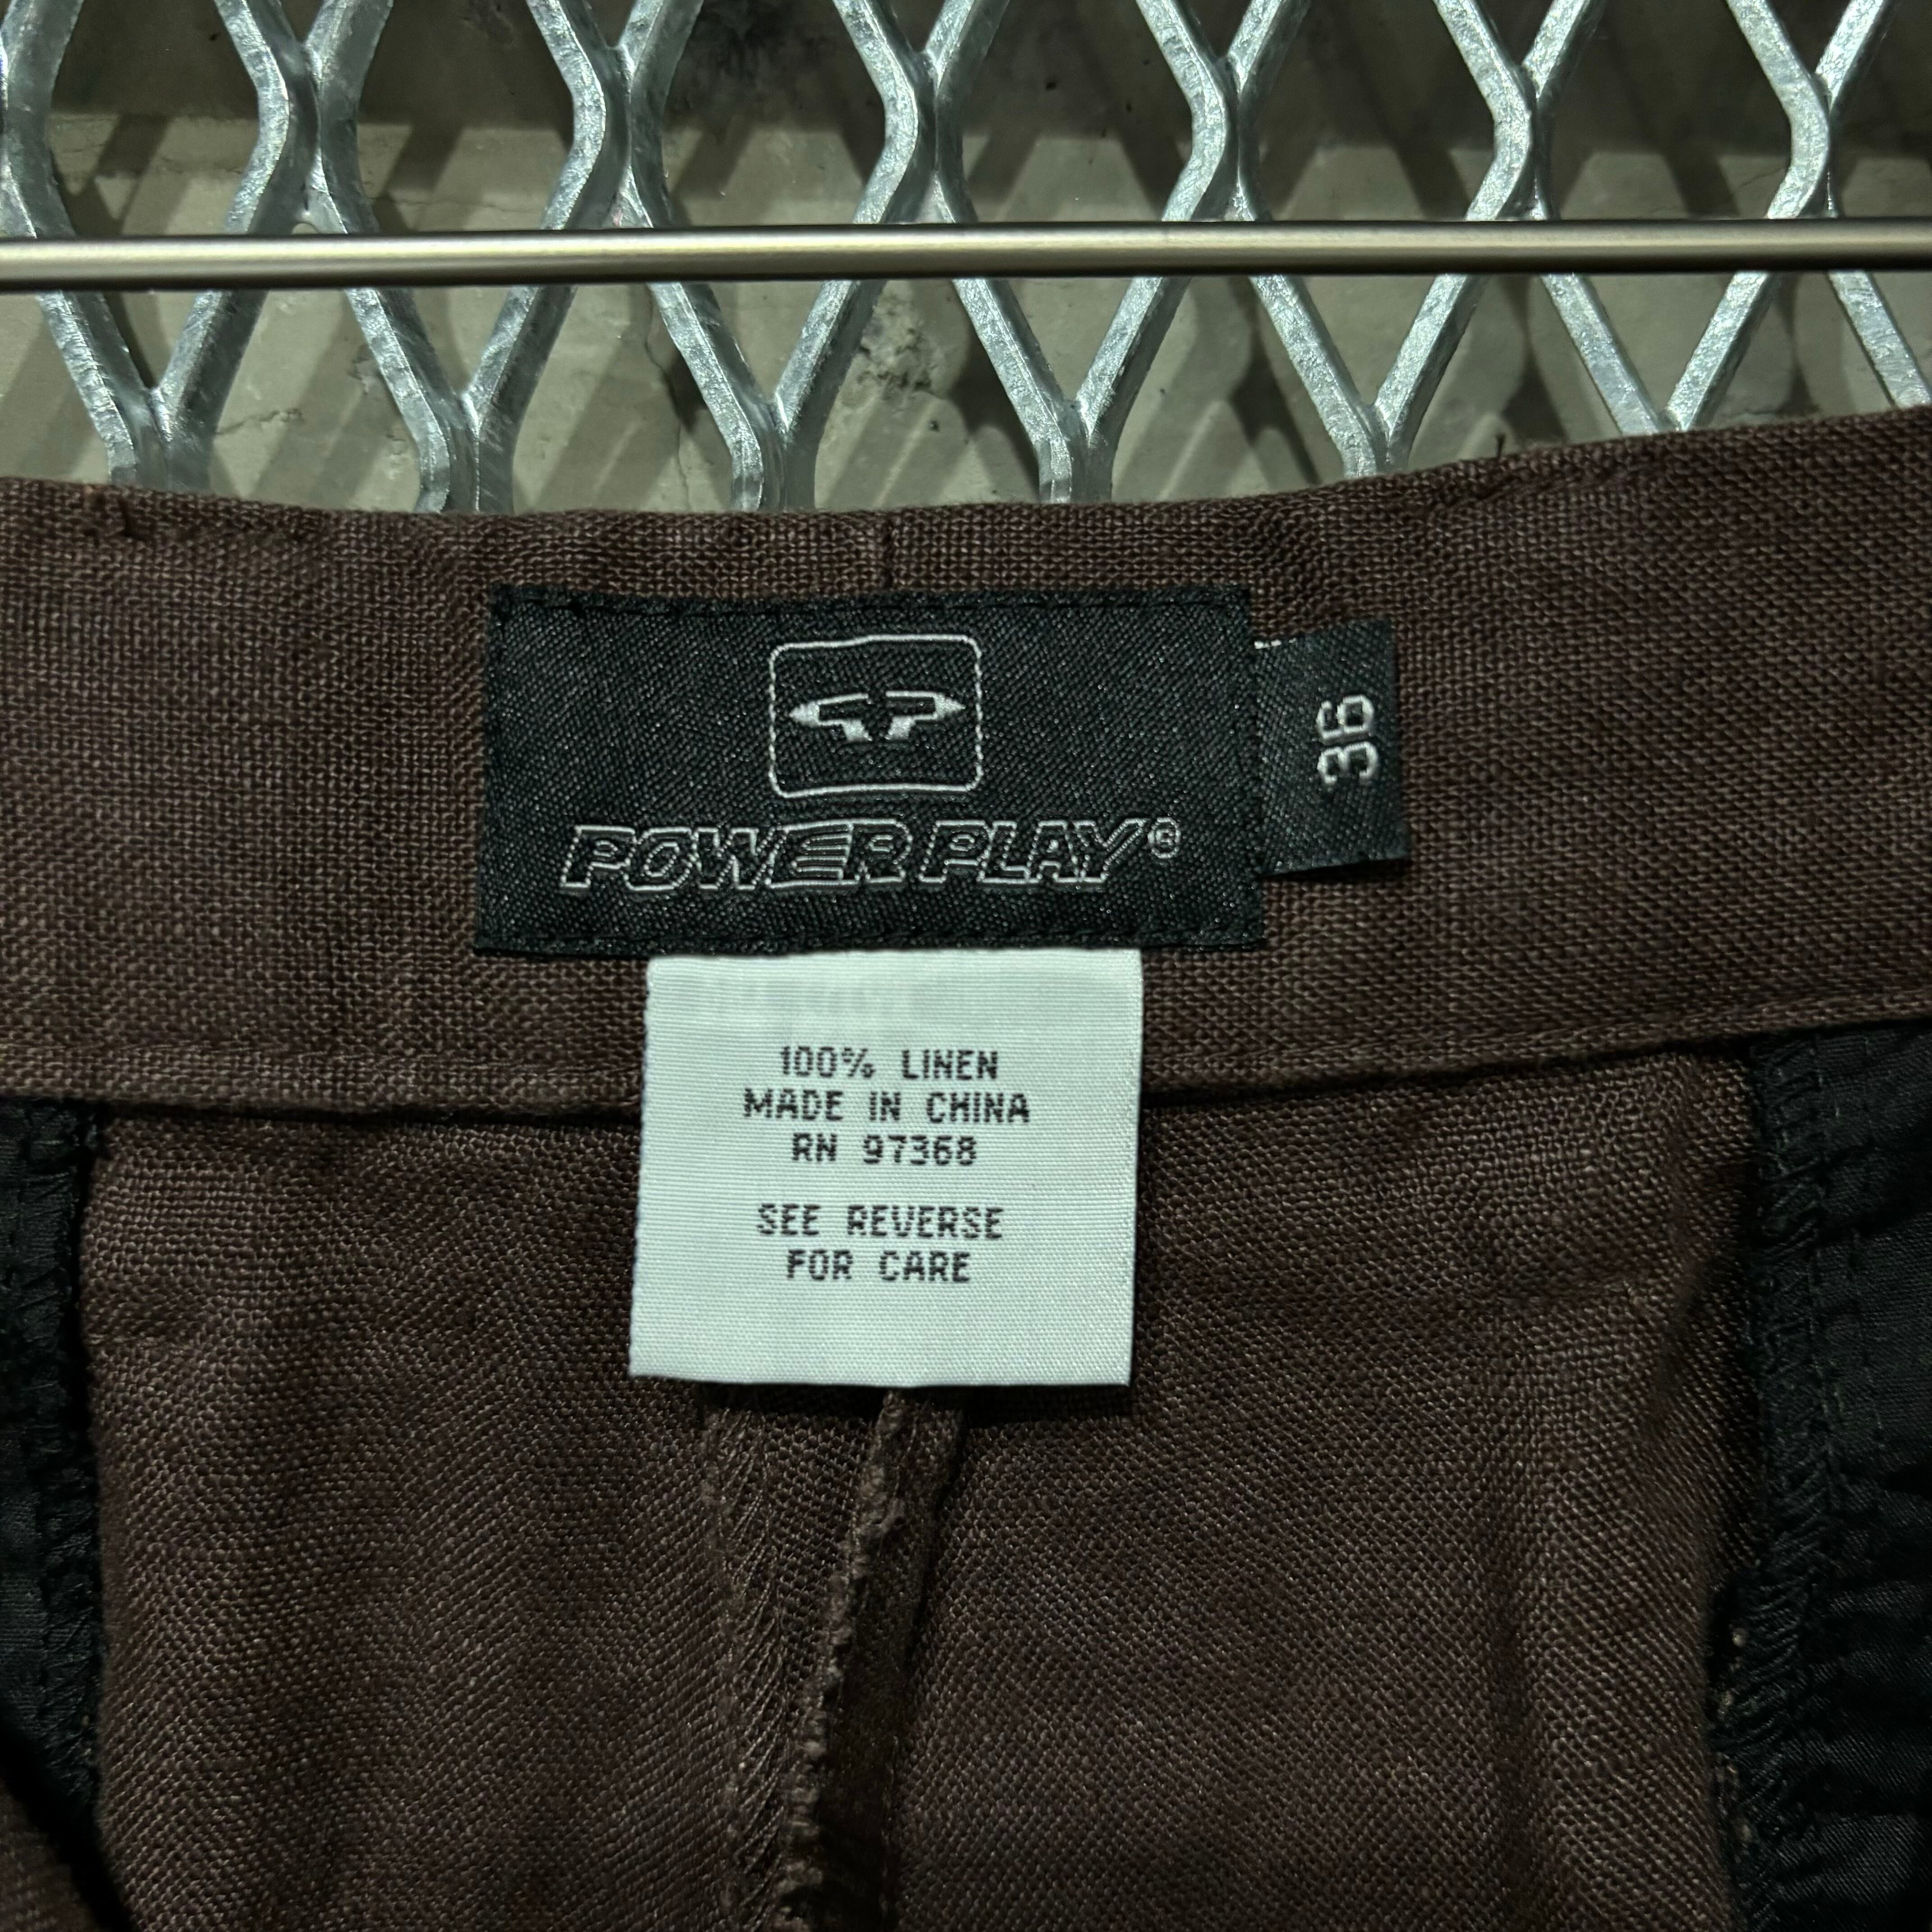 POWER PLAY®
36
100% LINEN
MADE IN CHINA
RN 97368
SEE REVERSE
FOR CARE